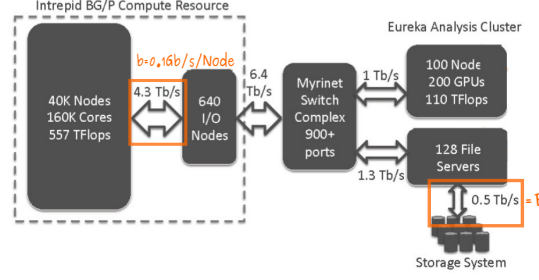 Intrepid BG/P Compute Resource
Eureka Analysis Cluster
b=0.1Gb/s/Node
40K Nodes
160K Cores
557 TFlops
4.3 Tb/s
640
I/O
Nodes
6.4
Tb/s
Myrinet
Switch
Complex
900+
ports
1 Tb/s
100 Node
200 GPUs
110 TFlops
1.3 Tb/s
128 File
Servers
0.5 Tb/s
=
Storage System